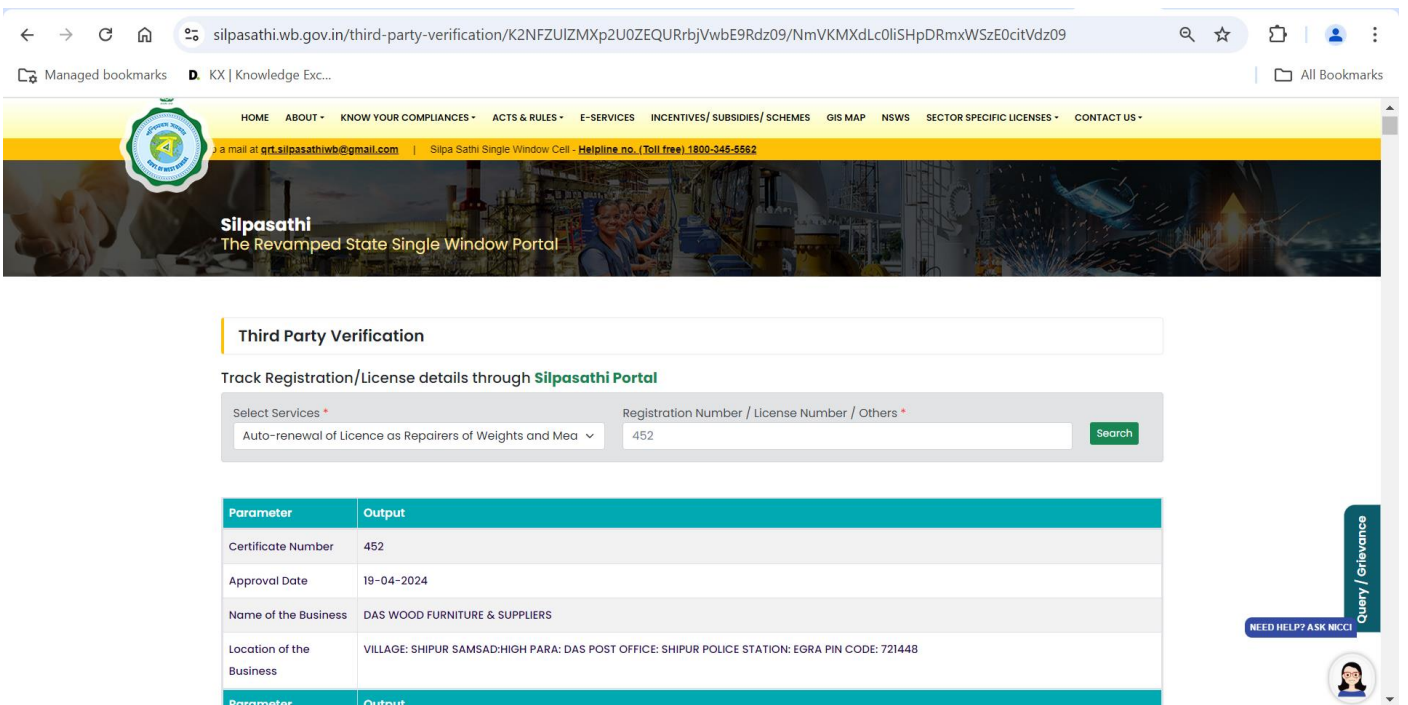 silpasathi.wb.gov.in/third-party-verification/K2NFZUlZMXp2U0ZEQURrbjVwbE9Rdz09/NmVKMXdLc0liSHpDRmxWSzE0citVdz09
Managed bookmarks D. KX | Knowledge Exc... All Bookmarks
HOME ABOUT KNOW YOUR COMPLIANCES ACTS & RULES E-SERVICES INCENTIVES/ SUBSIDIES/ SCHEMES GIS MAP NSWS SECTOR SPECIFIC LICENSES CONTACT US
a mail at qrt.silpasathiwb@gmail.com | Silpa Sathi Single Window Cell - Helpline no. (Toll free) 1800-345-5562
Silpasathi
The Revamped State Single Window Portal
Third Party Verification
Track Registration/License details through Silpasathi Portal
Select Services * Registration Number / License Number / Others *
Auto-renewal of Licence as Repairers of Weights and Mea 452 Search
Parameter Output
Certificate Number 452
Approval Date 19-04-2024
Name of the Business DAS WOOD FURNITURE & SUPPLIERS
Location of the VILLAGE: SHIPUR SAMSAD:HIGH PARA: DAS POST OFFICE: SHIPUR POLICE STATION: EGRA PIN CODE: 721448
Business
Parameter Output
Query / Grievance
NEED HELP? ASK NICCI